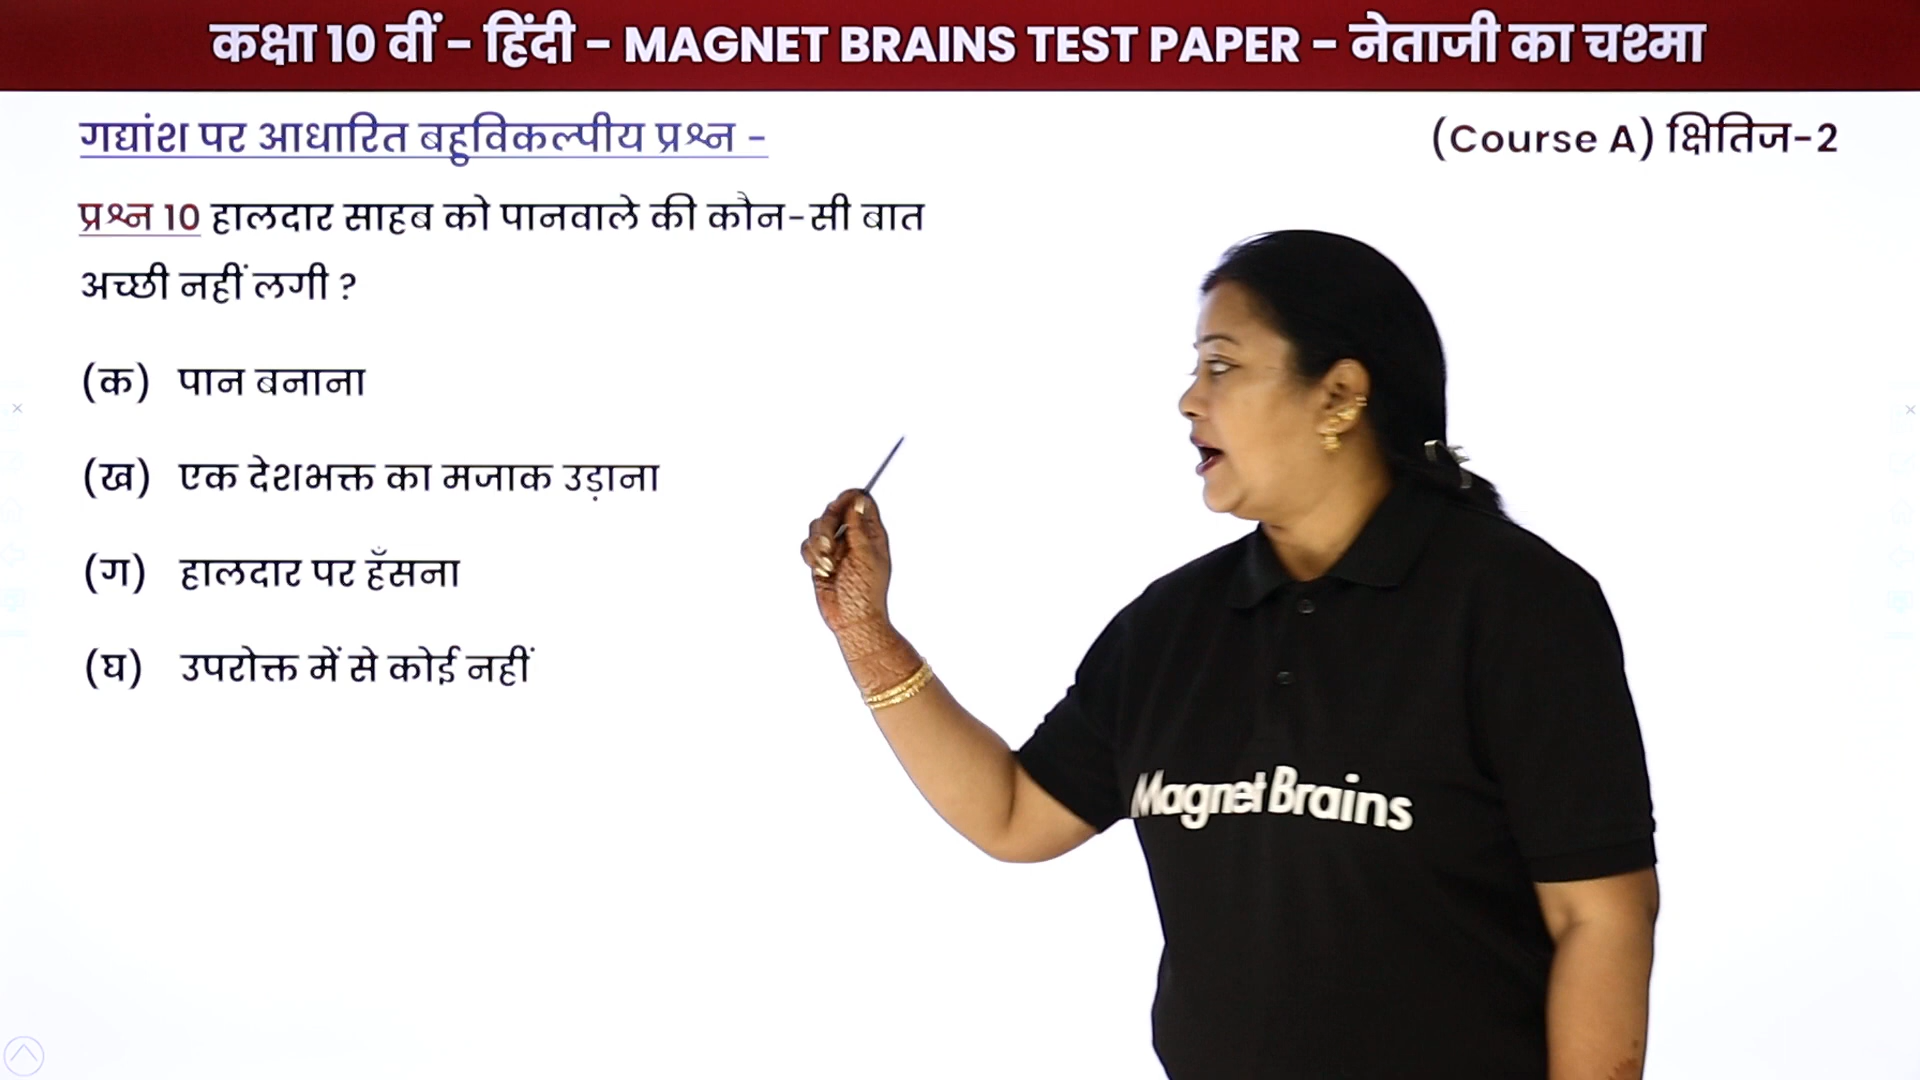 कक्षा 10 वीं - हिंदी - MAGNET BRAINS TEST PAPER - नेताजी का चश्मा
गद्यांश पर आधारित बहुविकल्पीय प्रश्न -
(Course A) क्षितिज-2
प्रश्न 10 हालदार साहब को पानवाले की कौन-सी बात
अच्छी नहीं लगी ?
(क) पान बनाना
(ख) एक देशभक्त का मजाक उड़ाना
(ग) हालदार पर हँसना
(घ) उपरोक्त में से कोई नहीं
Magnet Brains